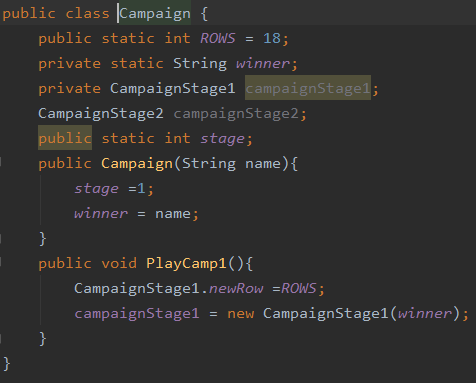 public class Campaign {
public static int ROWS = 18;
private static String winner;
private CampaignStage1 campaignStage1;
CampaignStage2 campaignStage2;
public static int stage;
public Campaign(String name){
stage =1;
winner = name;
}
public void PlayCamp1(){
CampaignStage1.newRow =ROWS;
campaignStage1 = new CampaignStage1(winner);
}
}